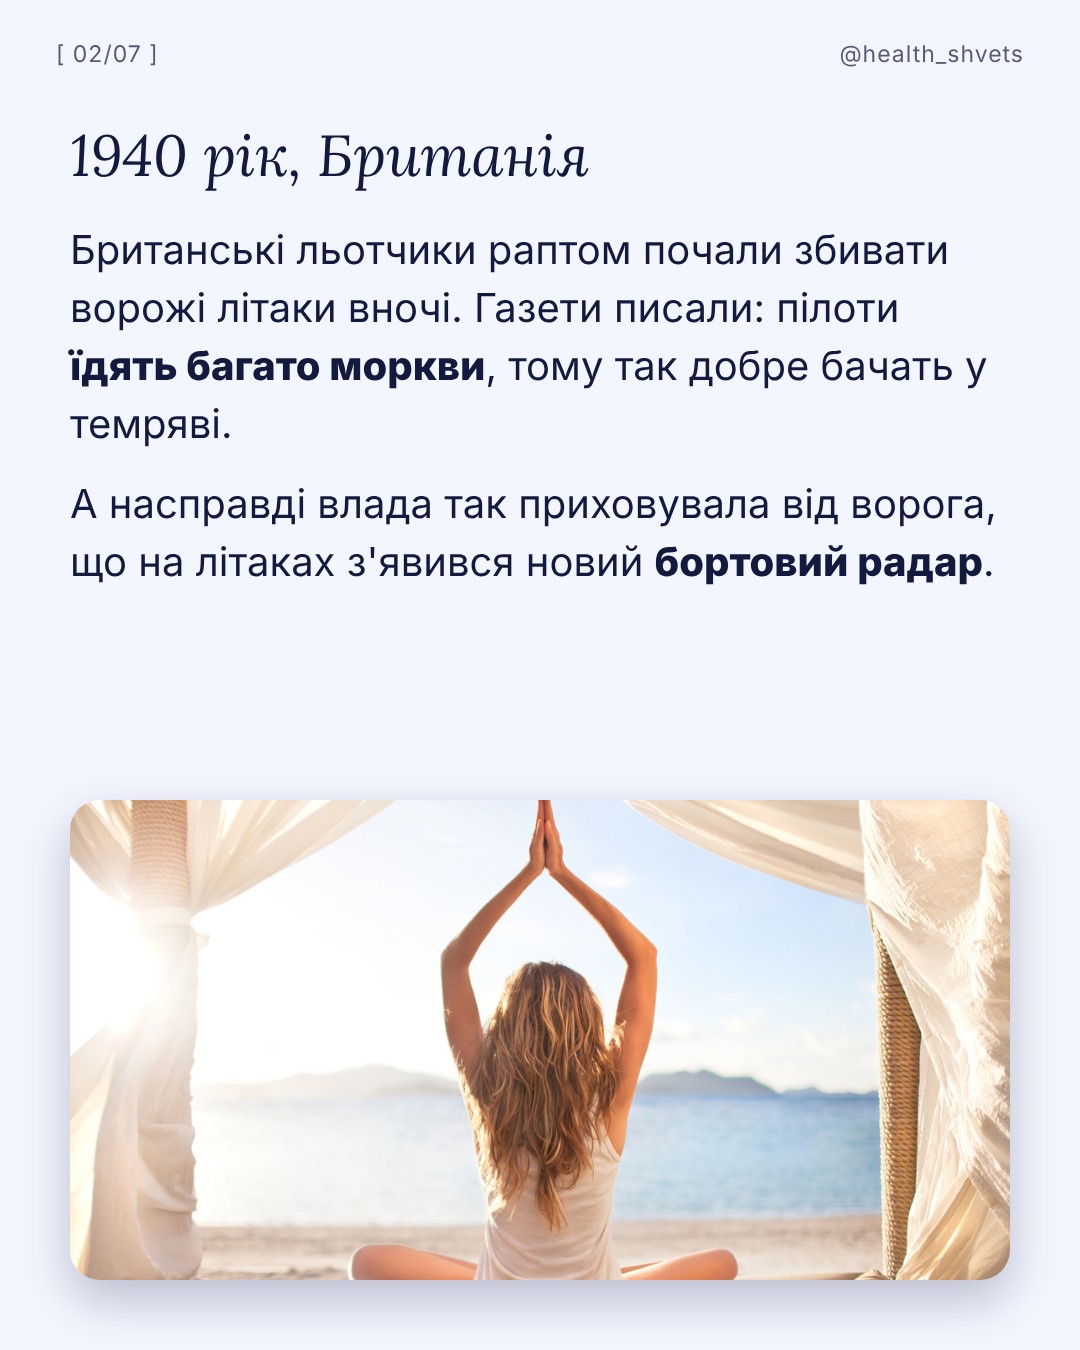 [ 02/07 ]
@health_shvets
1940 рік, Британія
Британські льотчики раптом почали збивати
ворожі літаки вночі. Газети писали: пілоти
їдять багато моркви, тому так добре бачать у
темряві.
А насправді влада так приховувала від ворога,
що на літаках з'явився новий бортовий радар.